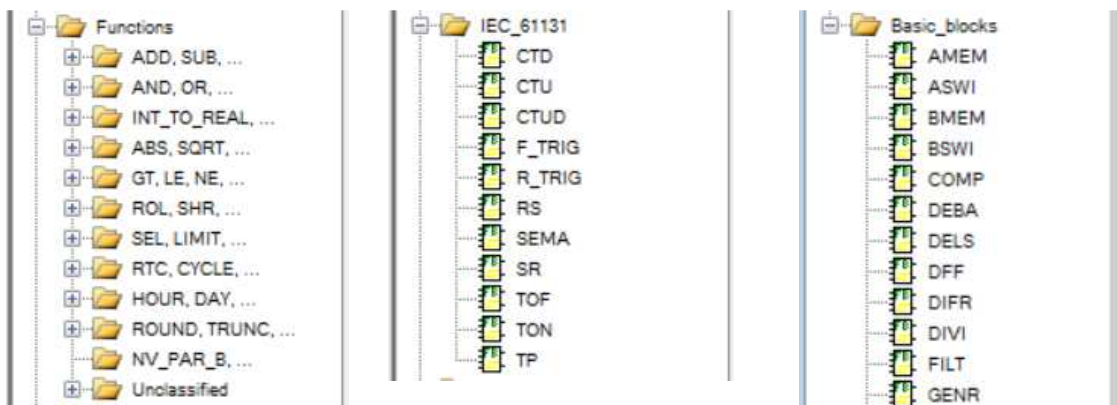 Functions
ADD, SUB, ...
AND, OR, ...
INT_TO_REAL, ...
ABS, SQRT, ...
GT, LE, NE, ...
ROL, SHR, ...
SEL, LIMIT, ...
RTC, CYCLE, ...
HOUR, DAY, ...
ROUND, TRUNC, ...
NV_PAR_B, ...
Unclassified
IEC_61131
CTD
CTU
CTUD
F_TRIG
R_TRIG
RS
SEMA
SR
TOF
TON
TP
Basic_blocks
AMEM
ASWI
BMEM
BSWI
COMP
DEBA
DELS
DFF
DIFR
DIVI
FILT
GENR